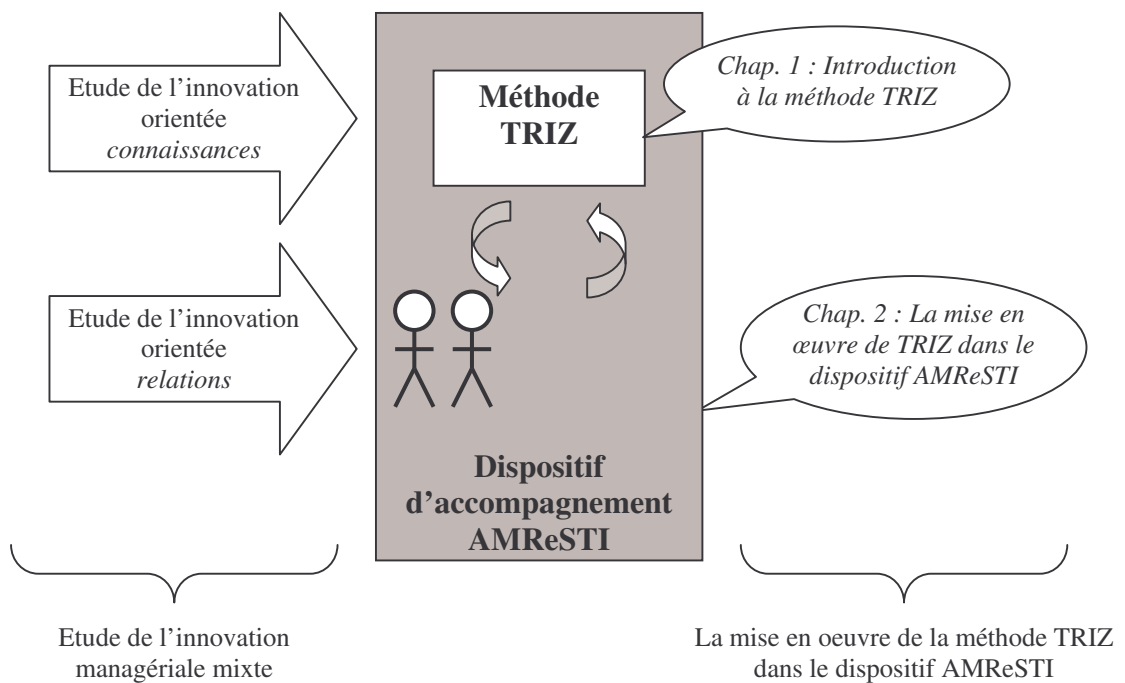 Etude de l’innovation
orientée
connaissances
Méthode
TRIZ
Chap. 1 : Introduction
à la méthode TRIZ
Etude de l’innovation
orientée
relations
Chap. 2 : La mise en
œuvre de TRIZ dans le
dispositif AMReSTI
Dispositif
d’accompagnement
AMReSTI
Etude de l’innovation
managériale mixte
La mise en oeuvre de la méthode TRIZ
dans le dispositif AMReSTI